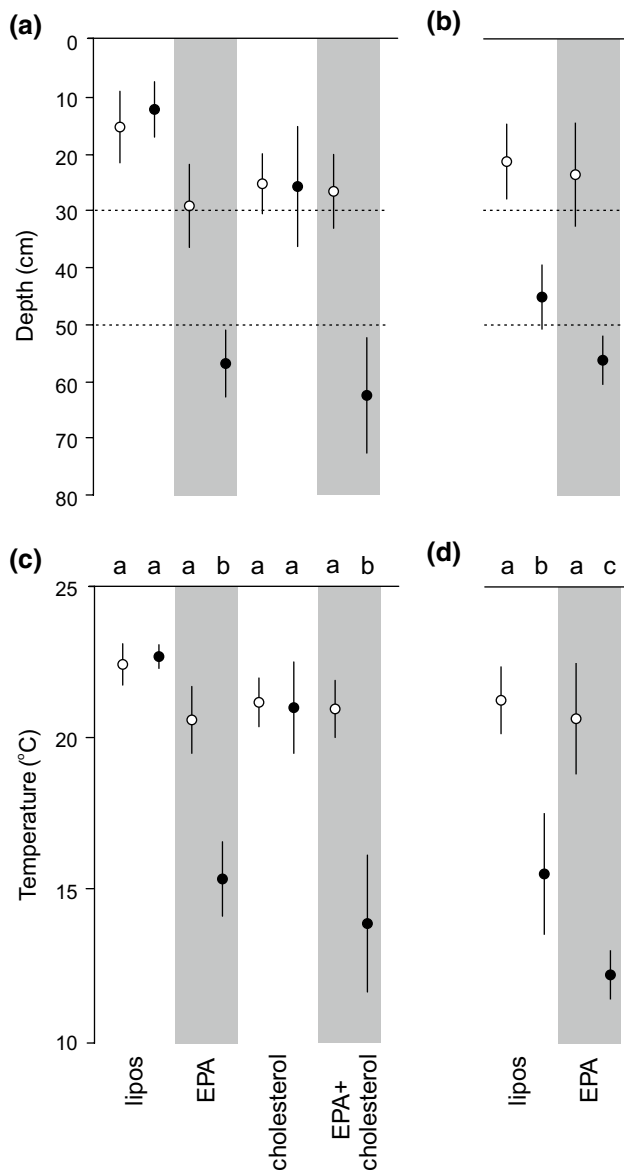 (a)
(b)
0
10
20
30
40
50
60
70
80
Depth (cm)
(c)
a a a b a a a b
(d)
a b a c
25
20
15
10
Temperature (°C)
lipos
EPA
cholesterol
EPA+
cholesterol
lipos
EPA